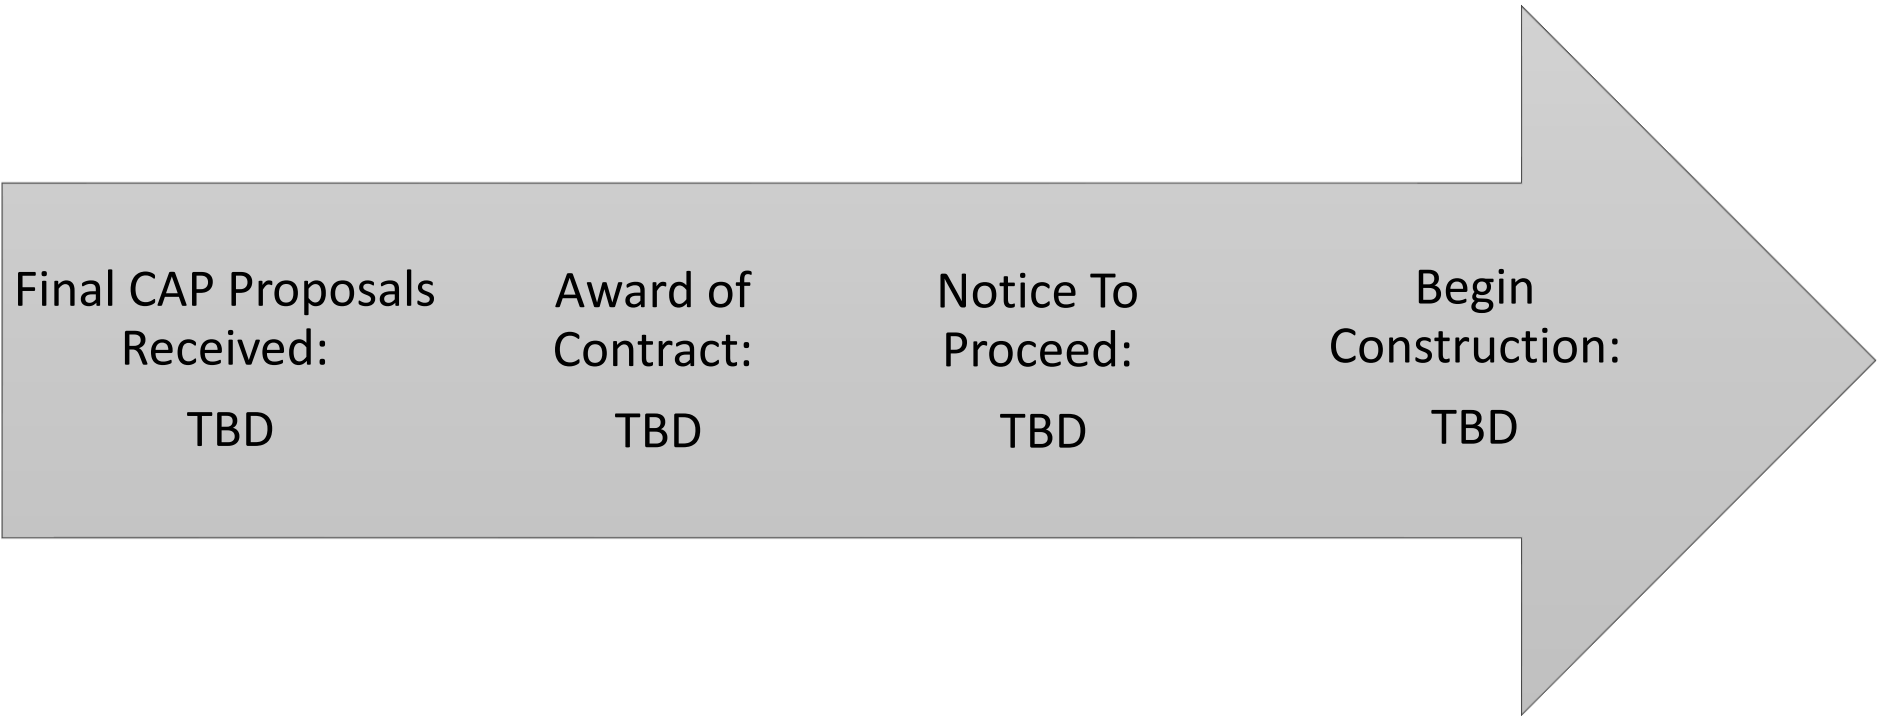 Final CAP Proposals
Received:
TBD
Award of
Contract:
TBD
Notice To
Proceed:
TBD
Begin
Construction:
TBD